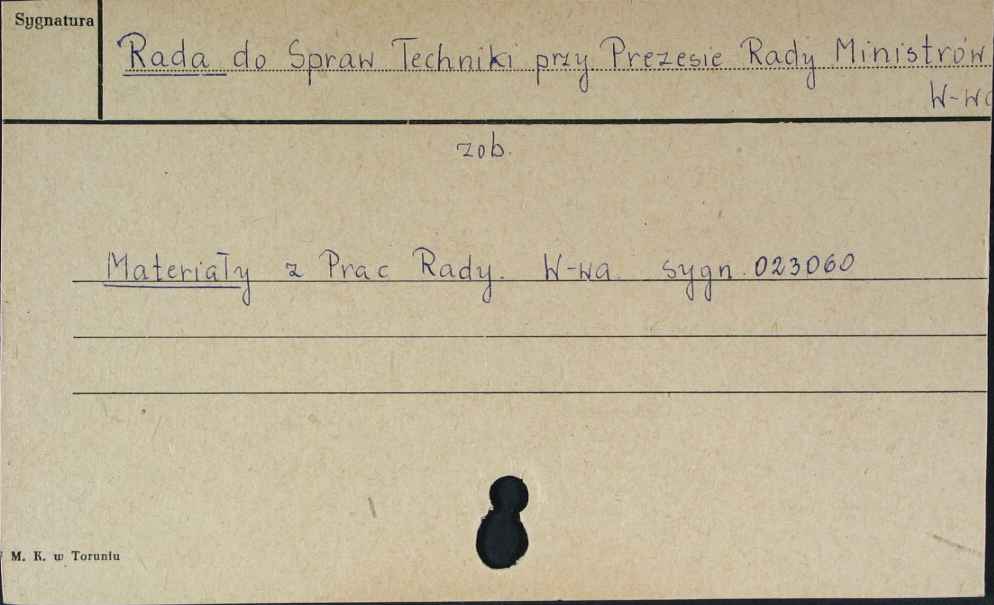 Sygnatura
Rada do Spraw Techniki przy Prezesie Rady Ministrów
W-wa
zob.
Materiały z Prac Rady. W-wa. sygn. 023060
M. K. w Toruniu